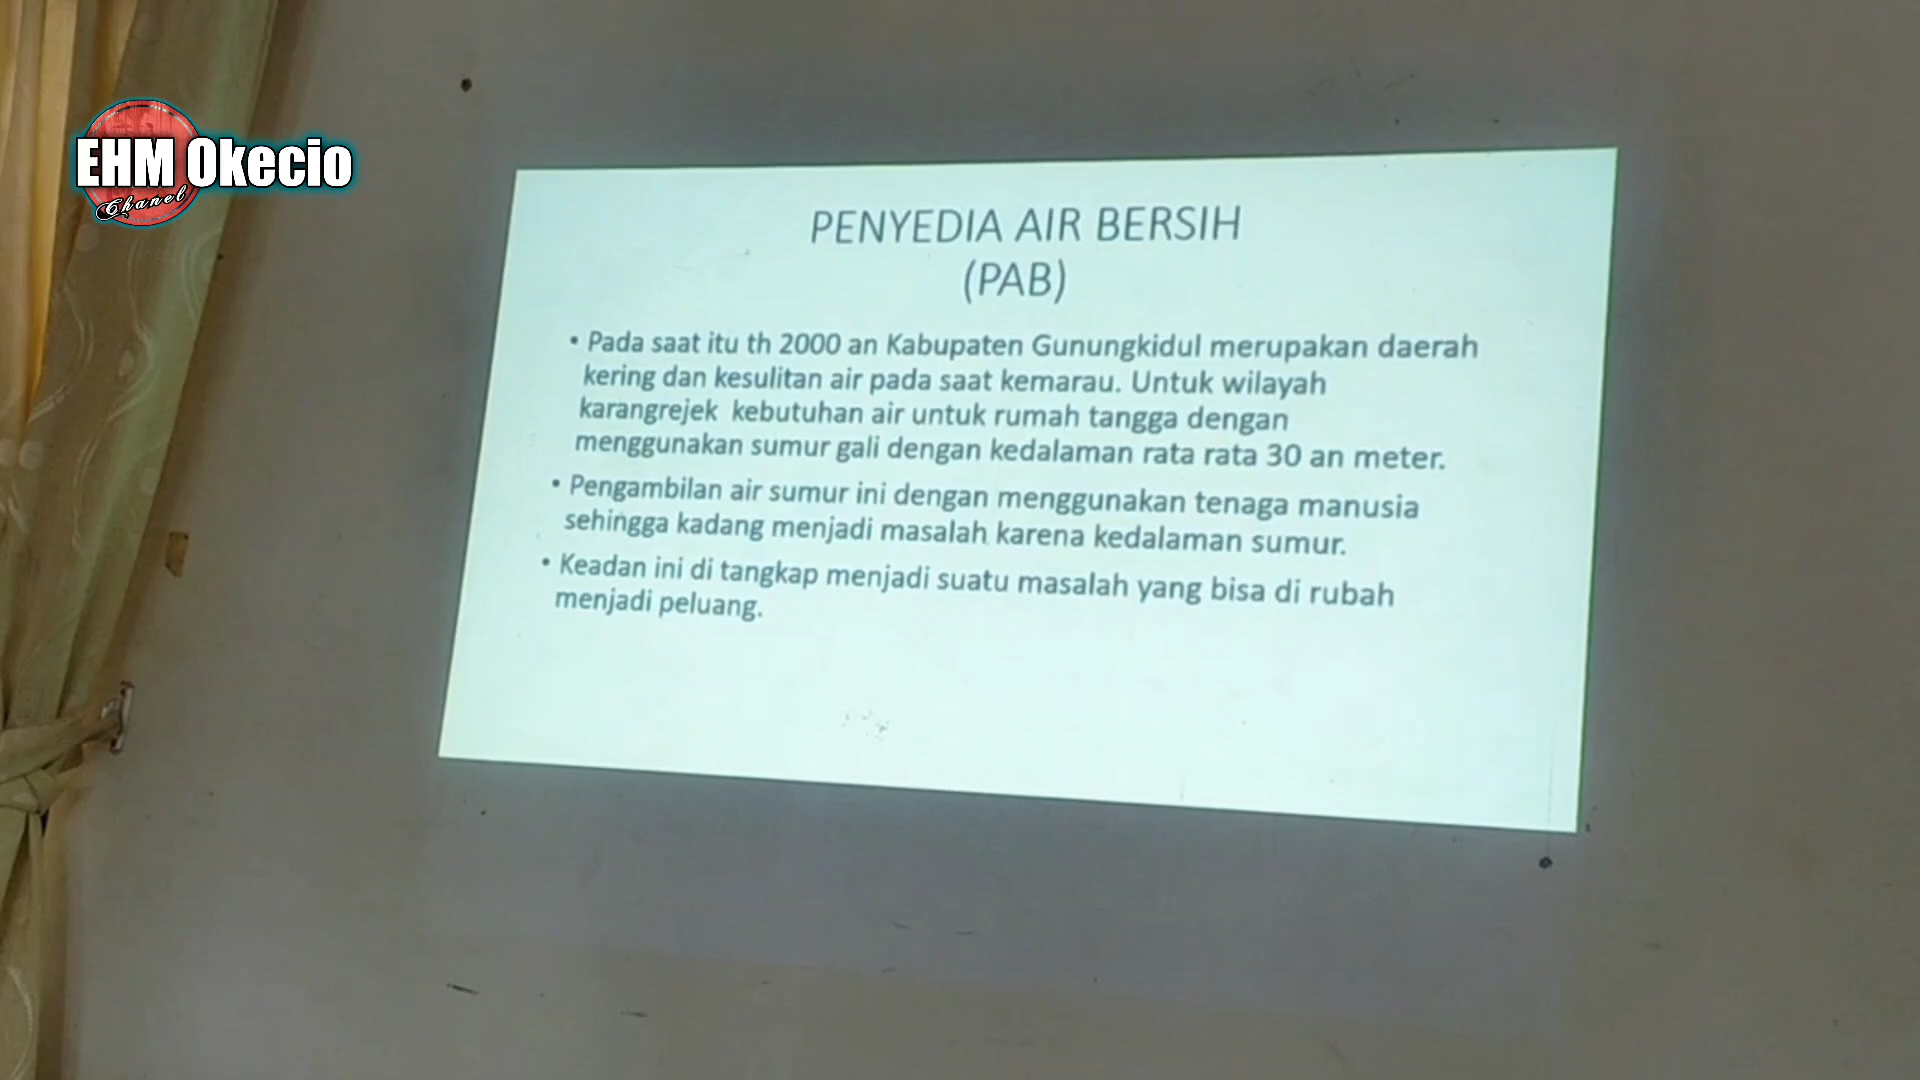 EHM Okecio
Chanel
PENYEDIA AIR BERSIH
(PAB)
• Pada saat itu th 2000 an Kabupaten Gunungkidul merupakan daerah
kering dan kesulitan air pada saat kemarau. Untuk wilayah
karangrejek kebutuhan air untuk rumah tangga dengan
menggunakan sumur gali dengan kedalaman rata rata 30 an meter.
• Pengambilan air sumur ini dengan menggunakan tenaga manusia
sehingga kadang menjadi masalah karena kedalaman sumur.
• Keadan ini di tangkap menjadi suatu masalah yang bisa di rubah
menjadi peluang.